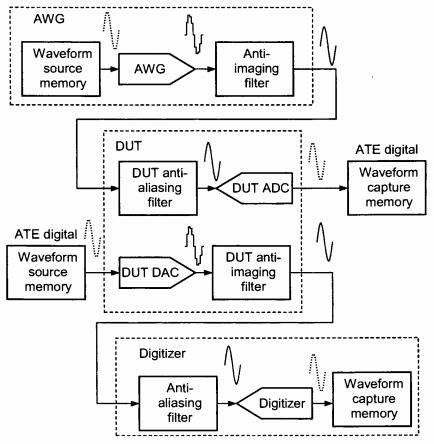 AWG
Waveform
source
memory
AWG
Anti-
imaging
filter
DUT
DUT anti-
aliasing
filter
DUT ADC
ATE digital
Waveform
capture
memory
ATE digital
Waveform
source
memory
DUT DAC
DUT anti-
imaging
filter
Digitizer
Anti-
aliasing
filter
Digitizer
Waveform
capture
memory